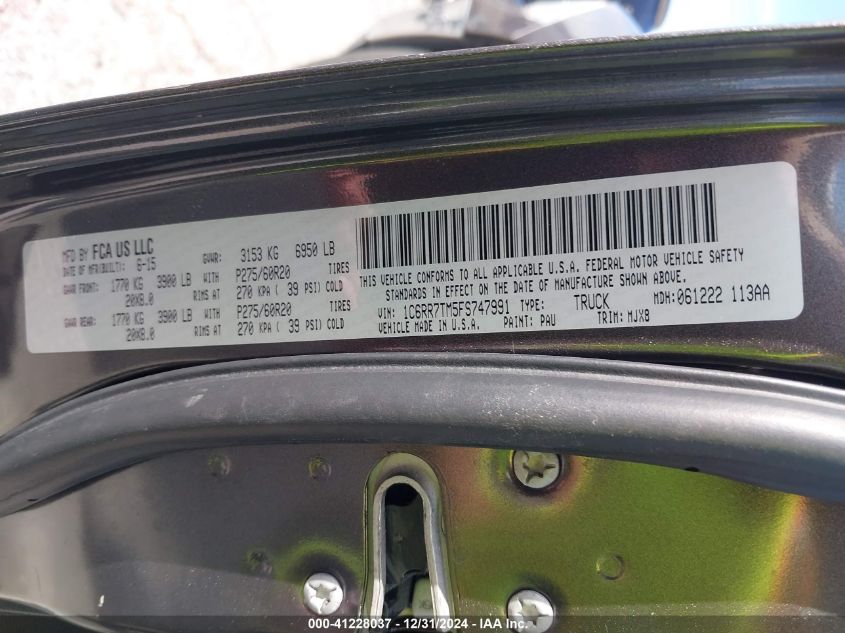 MFD BY FCA US LLC
DATE OF MFR(BUILT): 6-15 GVWR: 3153 KG 6950 LB
GAWR FRONT: 1770 KG 3900 LB WITH P275/60R20 TIRES
20X8.0 RIMS AT 270 KPA ( 39 PSI) COLD
GAWR REAR: 1770 KG 3900 LB WITH P275/60R20 TIRES
20X8.0 RIMS AT 270 KPA ( 39 PSI) COLD
THIS VEHICLE CONFORMS TO ALL APPLICABLE U.S.A. FEDERAL MOTOR VEHICLE SAFETY
STANDARDS IN EFFECT ON THE DATE OF MANUFACTURE SHOWN ABOVE.
VIN: 1C6RR7TM5FS747991 TYPE: TRUCK MDH: 061222 113AA
VEHICLE MADE IN U.S.A. PAINT: PAU TRIM: MJX8
000-41228037 - 12/31/2024 - IAA Inc.